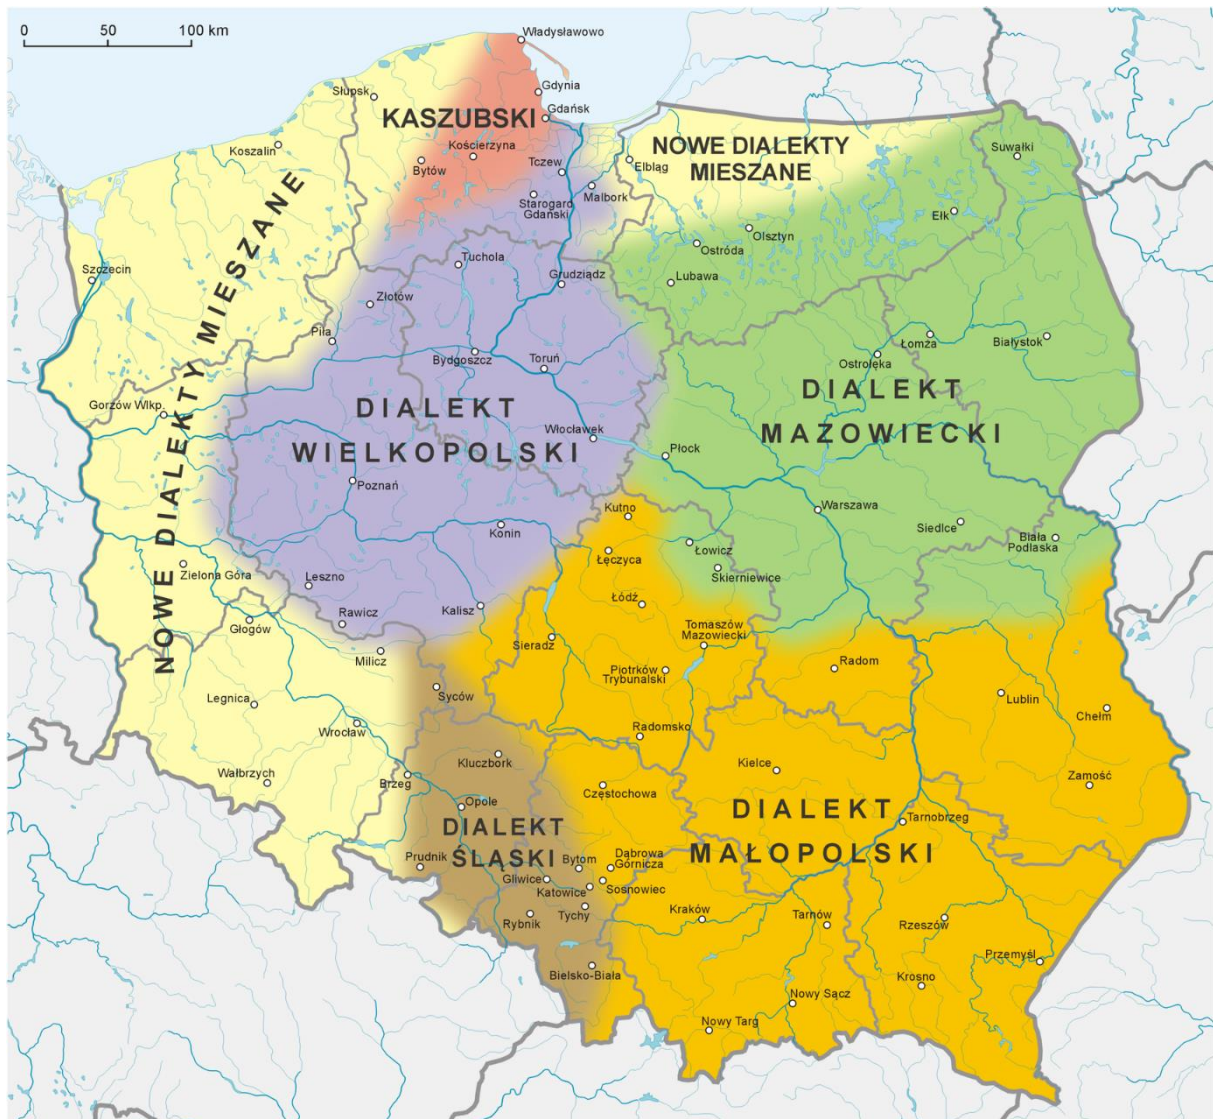 0 50 100 km
Władysławowo
Gdynia
Słupsk
Gdańsk
KASZUBSKI
Koszalin
Kościerzyna
Bytów
Tczew
Elbląg
NOWE DIALEKTY
MIESZANE
Suwałki
Malbork
Starogard
Gdański
Ełk
Olsztyn
Ostróda
Lubawa
Szczecin
Tuchola
Grudziądz
Złotów
Piła
NOWE DIALEKTY MIESZANE
Bydgoszcz
Toruń
Łomża
Białystok
Ostrołęka
Gorzów Wlkp.
DIALEKT
WIELKOPOLSKI
DIALEKT
MAZOWIECKI
Włocławek
Płock
Poznań
Warszawa
Kutno
Konin
Siedlce
Biała
Podlaska
Łowicz
Łęczyca
Skierniewice
Zielona Góra
Leszno
Rawicz
Kalisz
Łódź
Głogów
Sieradz
Tomaszów
Mazowiecki
Milicz
Piotrków
Trybunalski
Radom
Syców
Lublin
Legnica
Chełm
Wrocław
Radomsko
Kluczbork
Kielce
Wałbrzych
Brzeg
Zamość
Częstochowa
Opole
DIALEKT
ŚLĄSKI
DIALEKT
MAŁOPOLSKI
Tarnobrzeg
Prudnik
Bytom
Dąbrowa
Górnicza
Gliwice
Katowice
Sosnowiec
Rybnik
Tychy
Kraków
Tarnów
Rzeszów
Przemyśl
Bielsko-Biała
Krosno
Nowy Sącz
Nowy Targ